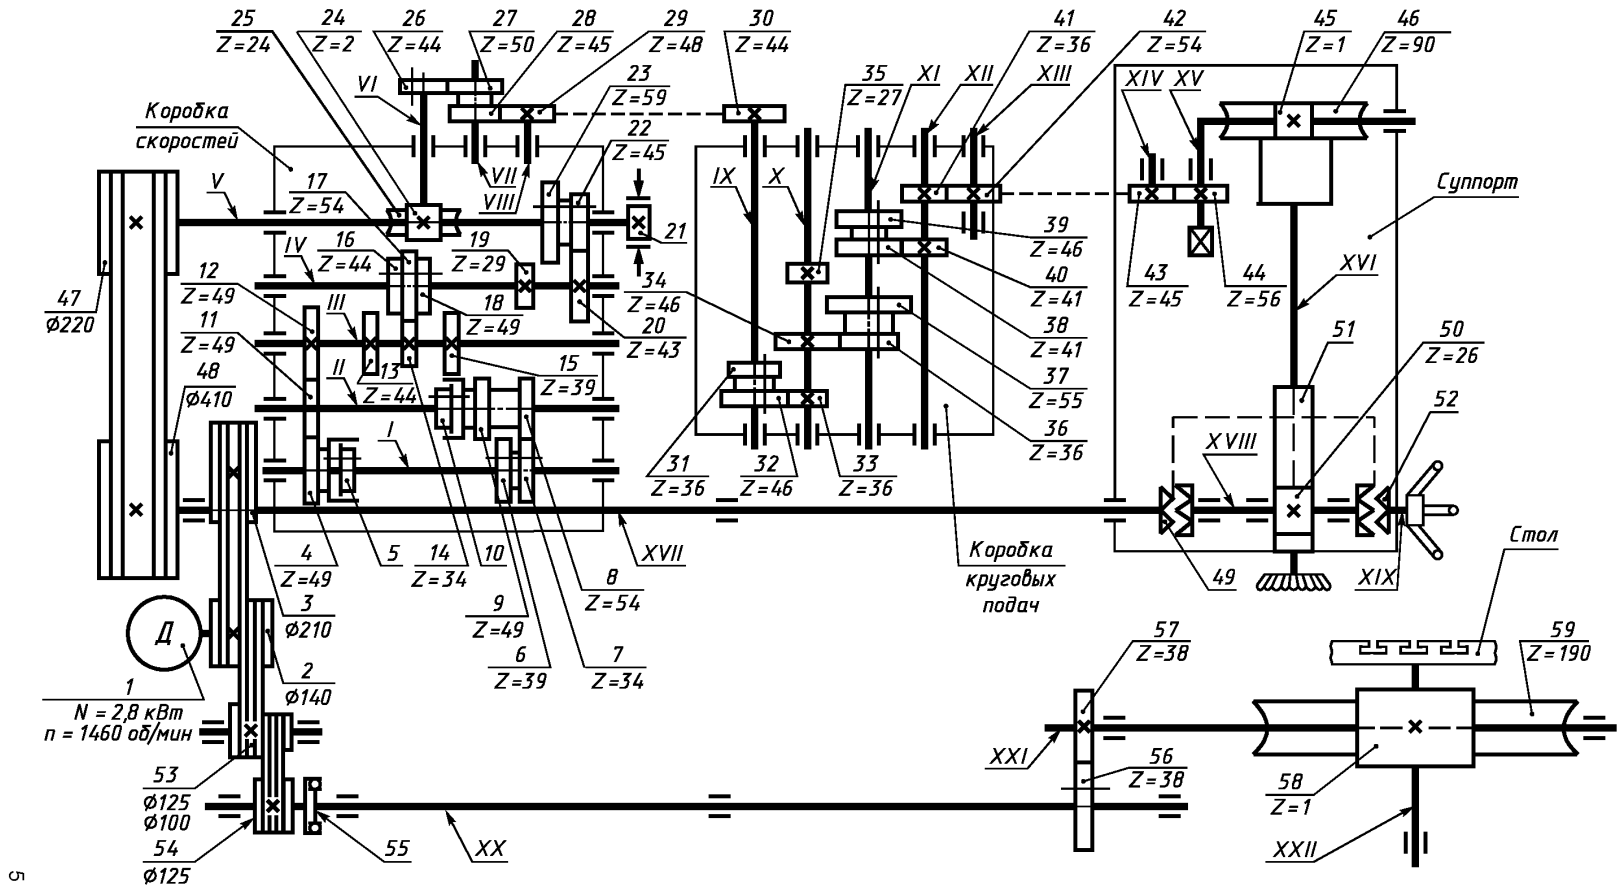 25
Z=24
24
Z=2
26
Z=44
27
Z=50
28
Z=45
29
Z=48
30
Z=44
41
Z=36
42
Z=54
45
Z=1
46
Z=90
23
Z=59
35
Z=27
XI
XII
XIII
XIV
XV
VI
Коробка
скоростей
22
Z=45
VII
VIII
IX
X
V
17
Z=54
Суппорт
21
39
Z=46
IV
16
Z=44
19
Z=29
12
Z=49
34
Z=46
40
Z=41
43
Z=45
44
Z=56
XVI
47
Ø220
III
18
Z=49
20
Z=43
38
Z=41
11
Z=49
51
50
Z=26
II
13
Z=44
15
Z=39
37
Z=55
48
Ø410
52
I
36
Z=36
XVIII
31
Z=36
32
Z=46
33
Z=36
4
Z=49
5
14
Z=34
10
XVII
Коробка
круговых
подач
Стол
49
XIX
8
Z=54
3
Ø210
9
Z=49
Д
6
Z=39
7
Z=34
2
Ø140
57
Z=38
59
Z=190
1
N = 2,8 кВт
n = 1460 об/мин
53
Ø125
Ø100
XXI
56
Z=38
58
Z=1
54
Ø125
55
XX
XXII
5